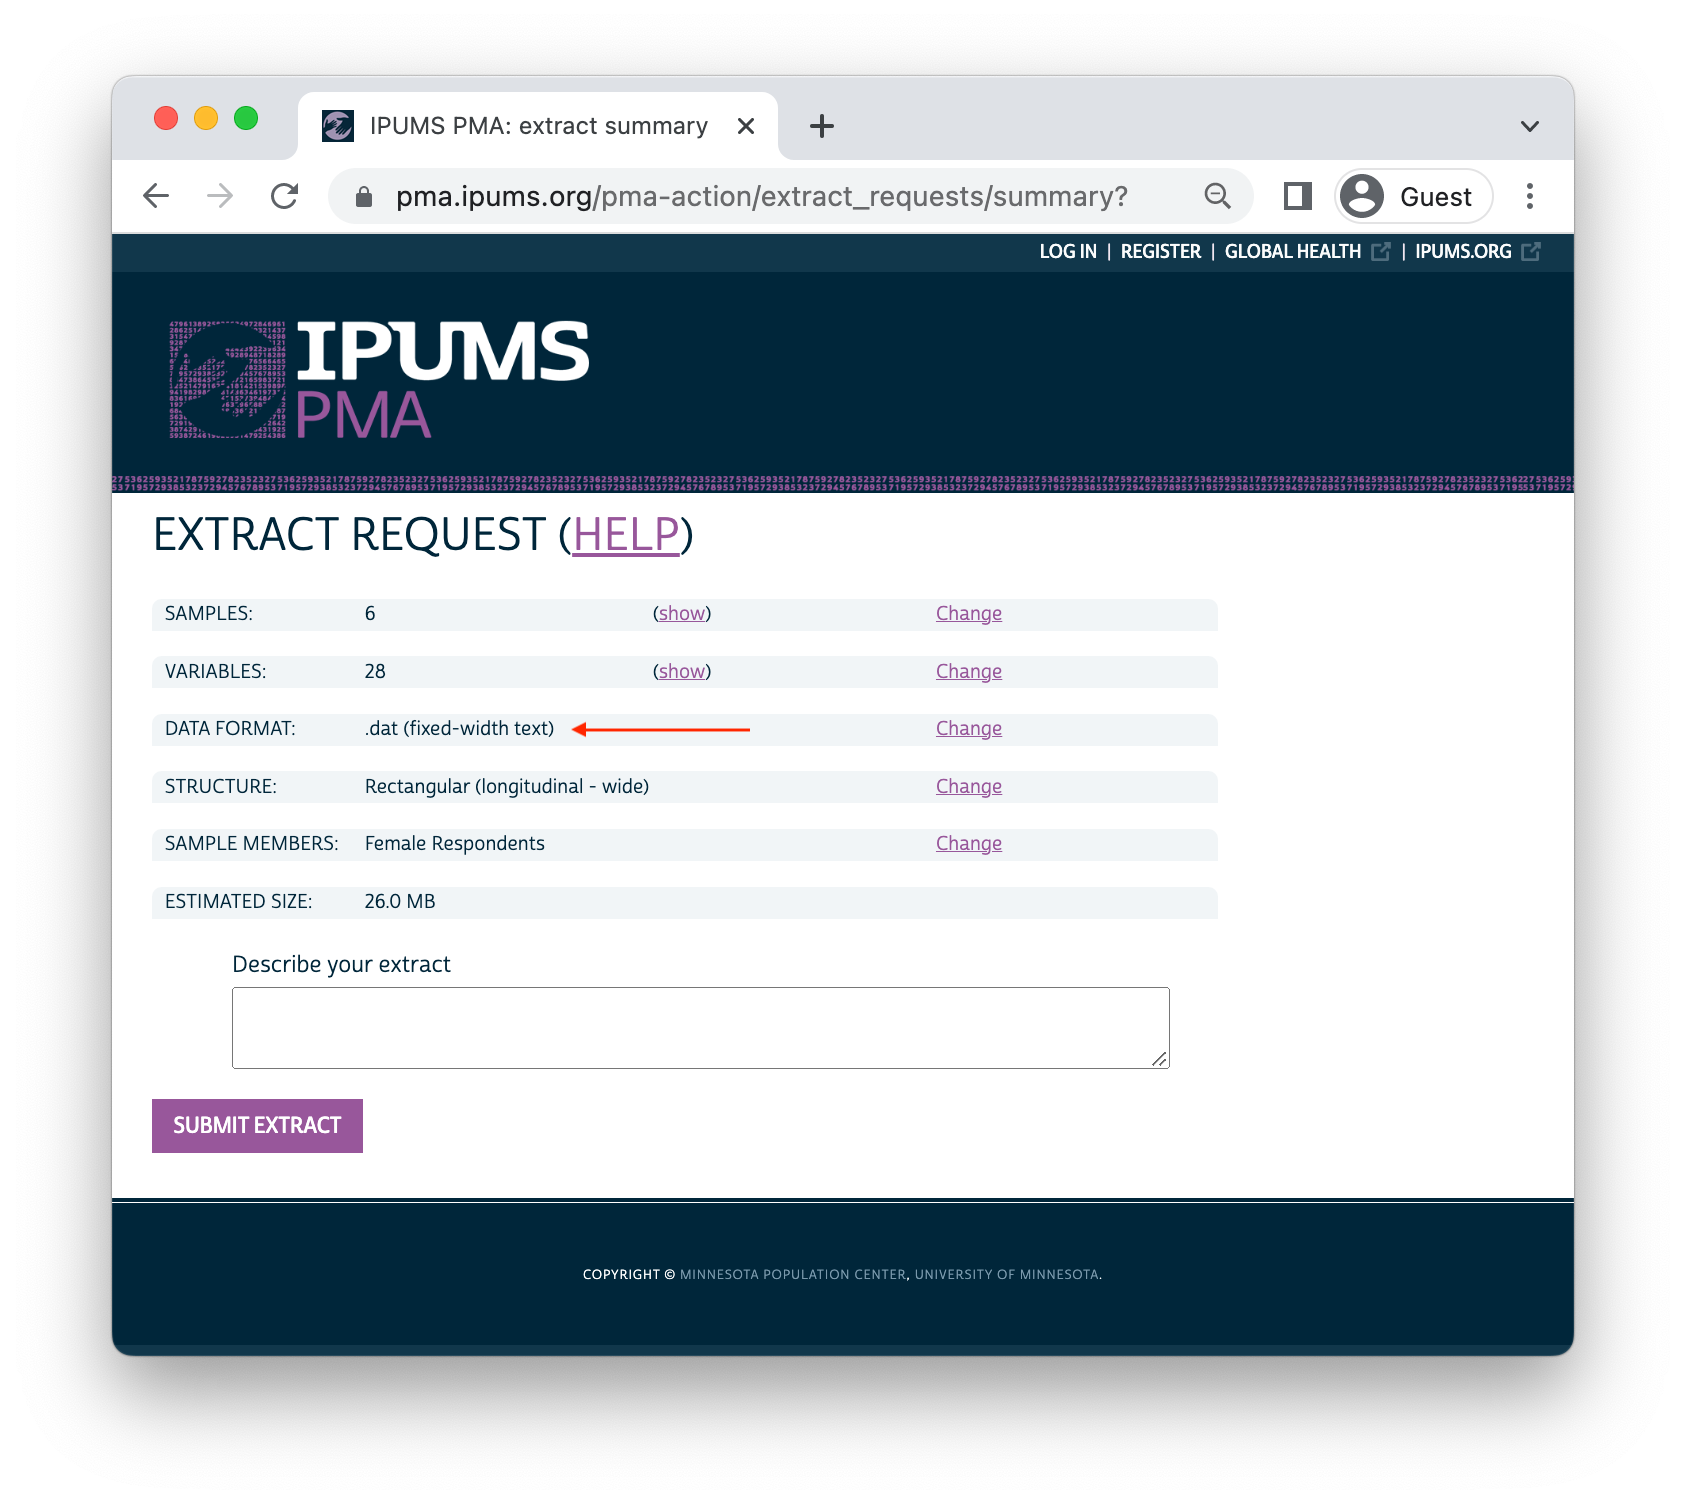 IPUMS PMA: extract summary
pma.ipums.org/pma-action/extract_requests/summary?
Guest
LOG IN | REGISTER | GLOBAL HEALTH | IPUMS.ORG
IPUMS
PMA
EXTRACT REQUEST (HELP)
SAMPLES: 6 (show) Change
VARIABLES: 28 (show) Change
DATA FORMAT: .dat (fixed-width text) Change
STRUCTURE: Rectangular (longitudinal - wide) Change
SAMPLE MEMBERS: Female Respondents Change
ESTIMATED SIZE: 26.0 MB
Describe your extract
SUBMIT EXTRACT
COPYRIGHT © MINNESOTA POPULATION CENTER, UNIVERSITY OF MINNESOTA.